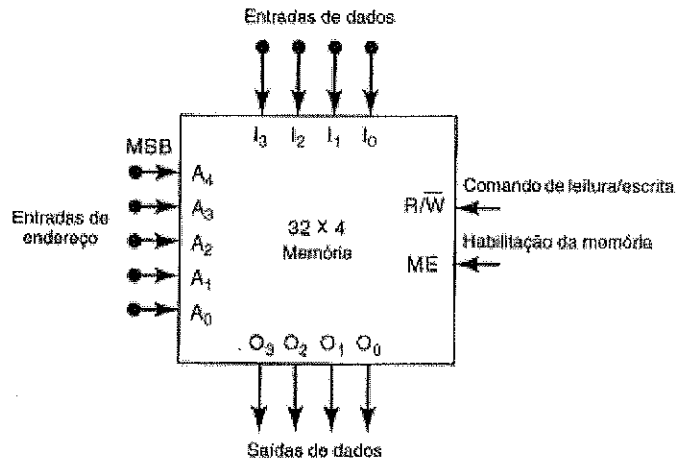 Entradas de dados
I₃ I₂ I₁ I₀
MSB
A₄
A₃
A₂
A₁
A₀
Entradas de
endereço
32 X 4
Memória
R/W̅
Comando de leitura/escrita
ME
Habilitação da memória
O₃ O₂ O₁ O₀
Saídas de dados